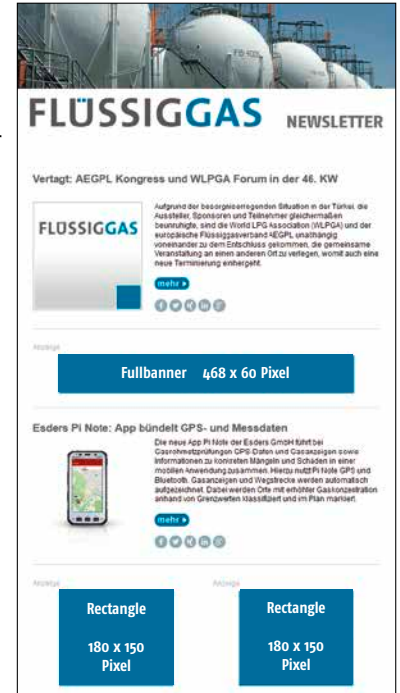 FLÜSSIGGAS NEWSLETTER
Vertagt: AEGPL Kongress und WLPGA Forum in der 46. KW
FLÜSSIGGAS
Aufgrund der besorgniserregenden Situation in der Türkei, die
Aussteller, Sponsoren und Teilnehmer gleichermaßen
beunruhigte, sind die World LPG Association (WLPGA) und der
europäische Flüssiggasverband AEGPL unabhängig
voneinander zu dem Entschluss gekommen, die gemeinsame
Veranstaltung an einen anderen Ort zu verlegen, womit auch eine
neue Terminierung einhergeht.
mehr
Anzeige
Fullbanner 468 x 60 Pixel
Esders Pi Note: App bündelt GPS- und Messdaten
Die neue App Pi Note der Esders GmbH führt bei
Gasrohrnetzprüfungen GPS-Daten und Gasanzeigen sowie
Informationen zu konkreten Mängeln und Schäden in einer
mobilen Anwendung zusammen. Hierzu nutzt Pi Note GPS und
Bluetooth. Gasanzeigen und Wegstrecke werden automatisch
aufgezeichnet. Dabei werden Orte mit erhöhter Gaskonzentration
anhand von Grenzwerten klassifiziert und im Plan markiert.
mehr
Anzeige Anzeige
Rectangle
180 x 150
Pixel
Rectangle
180 x 150
Pixel